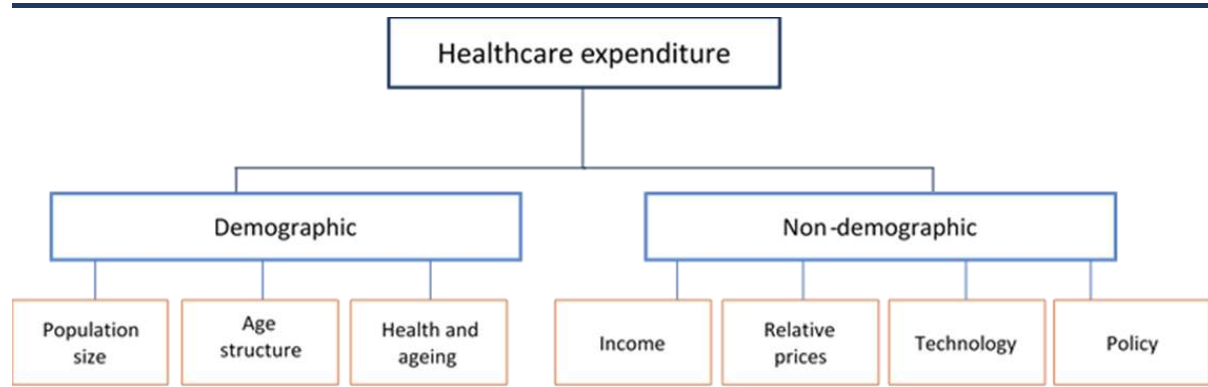 Healthcare expenditure
Demographic
Non-demographic
Population
size
Age
structure
Health and
ageing
Income
Relative
prices
Technology
Policy